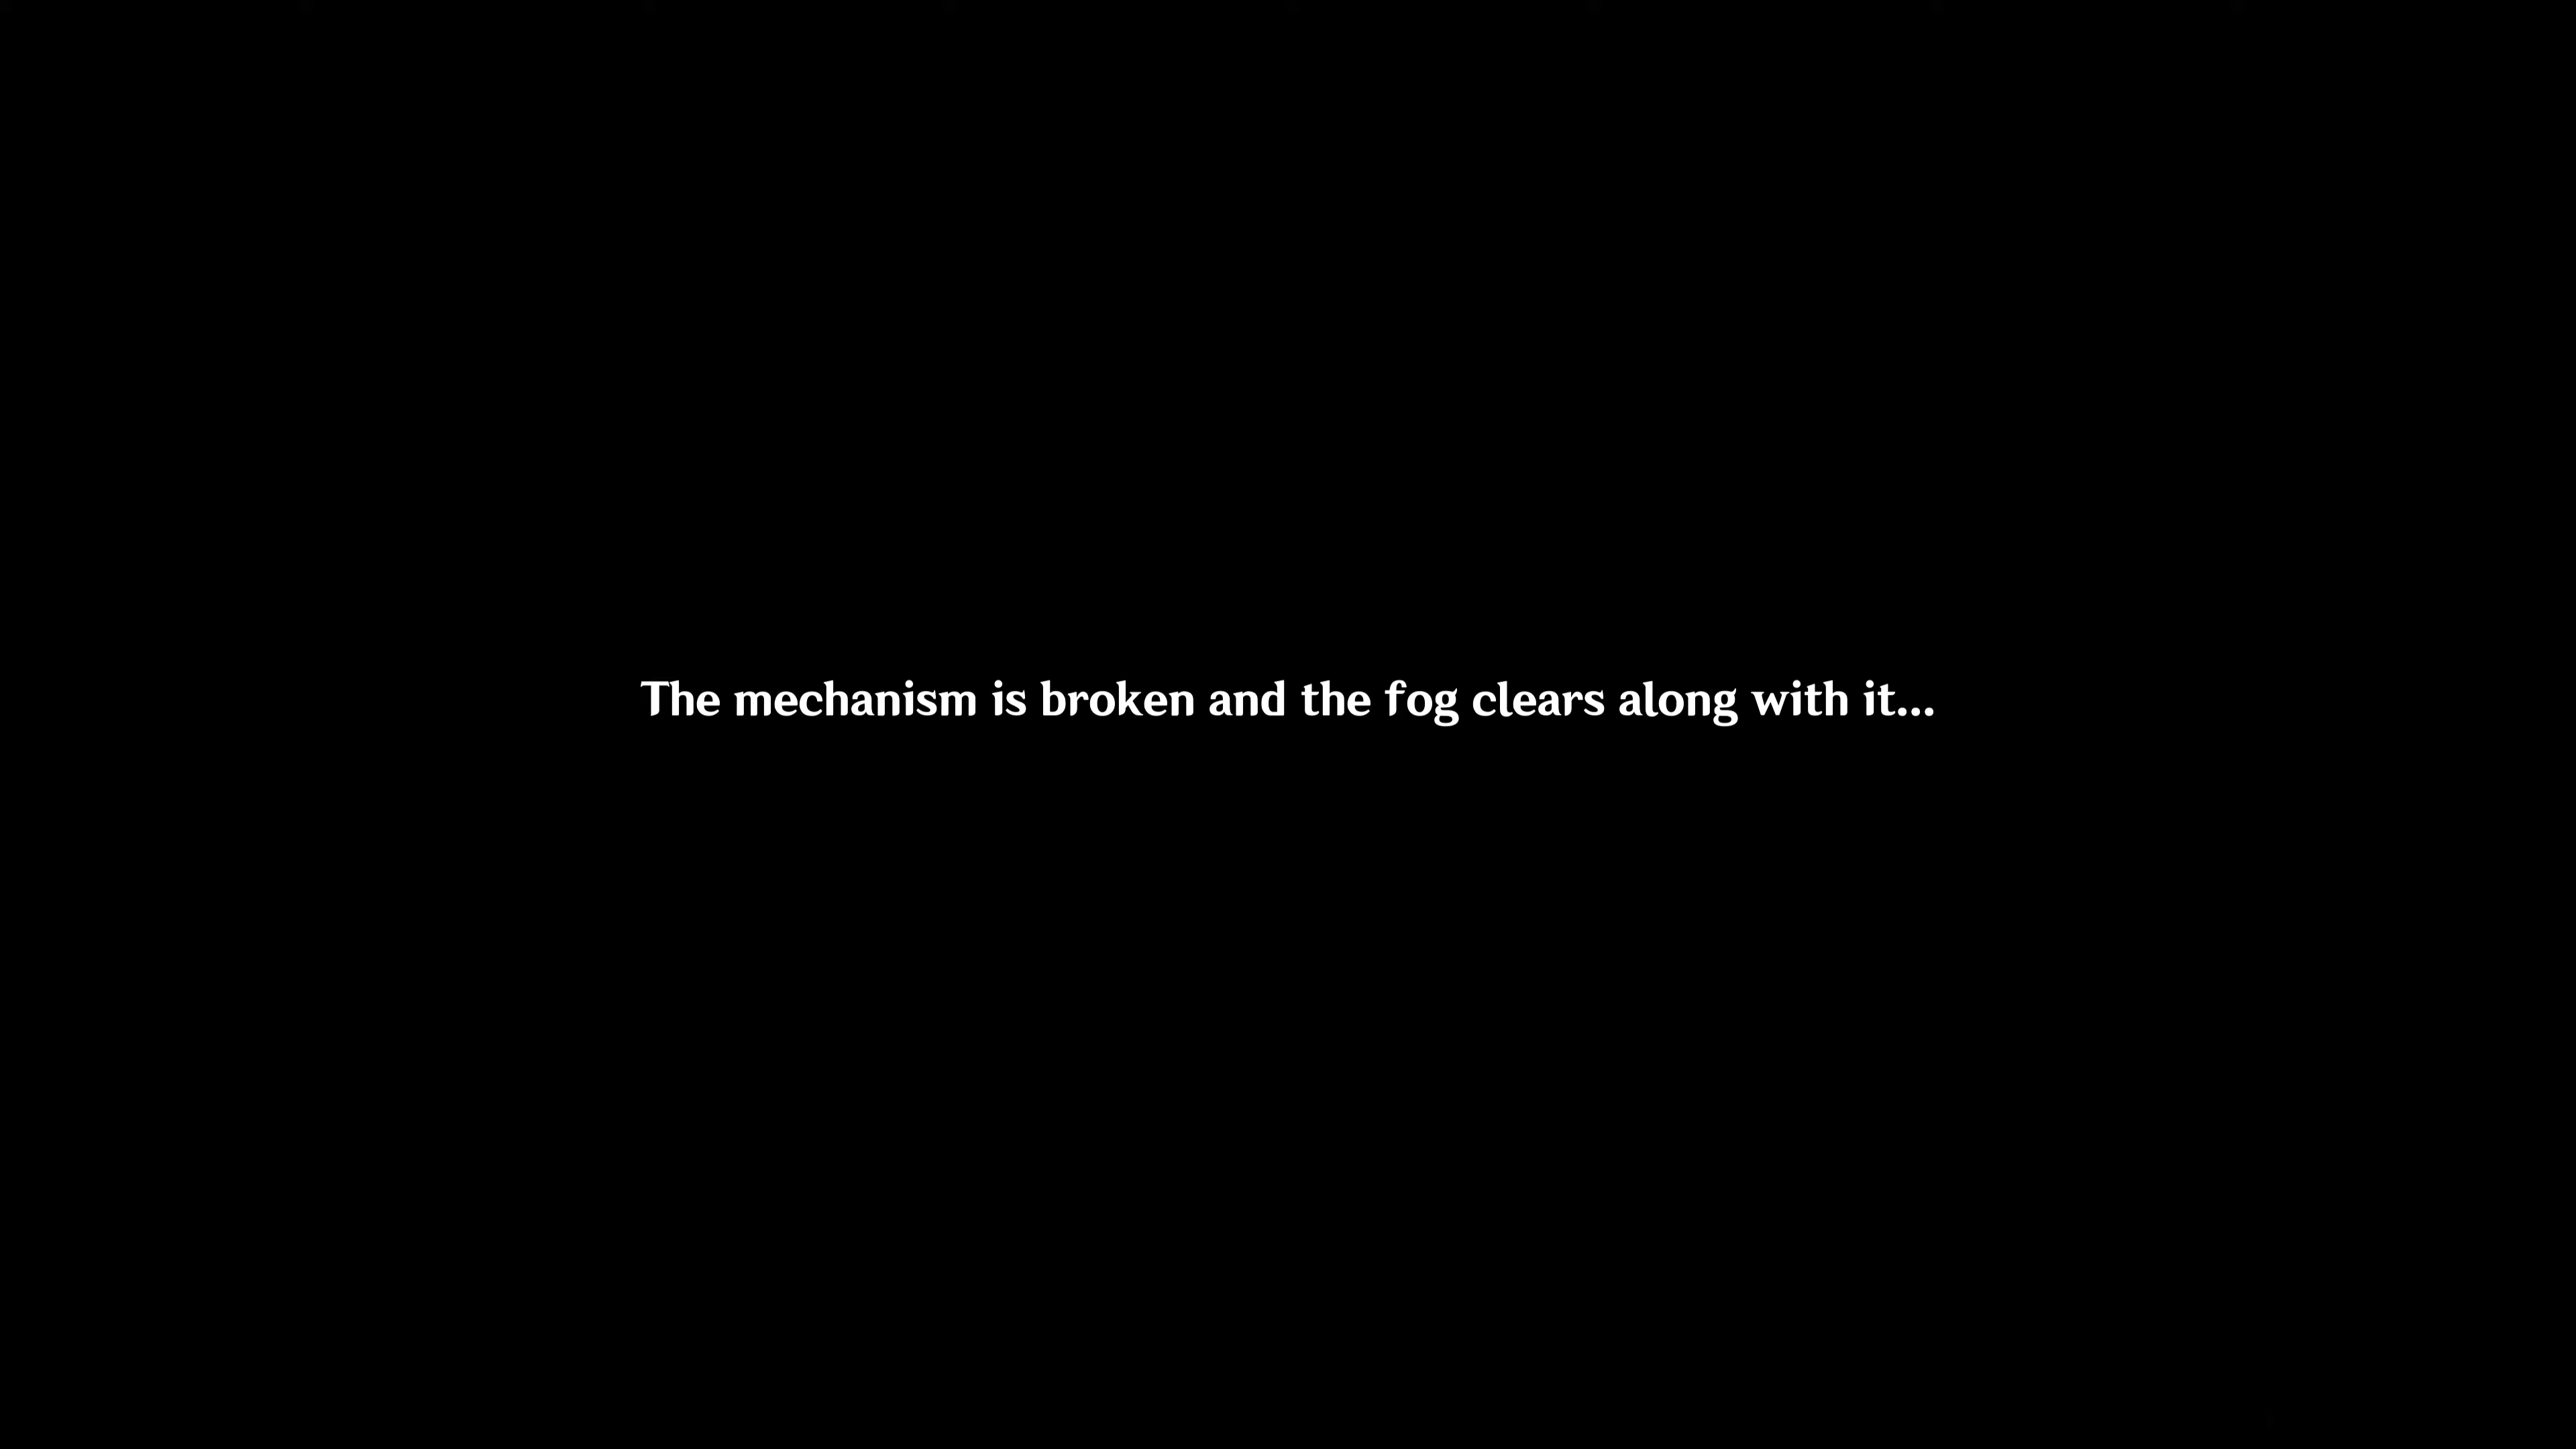 The mechanism is broken and the fog clears along with it...